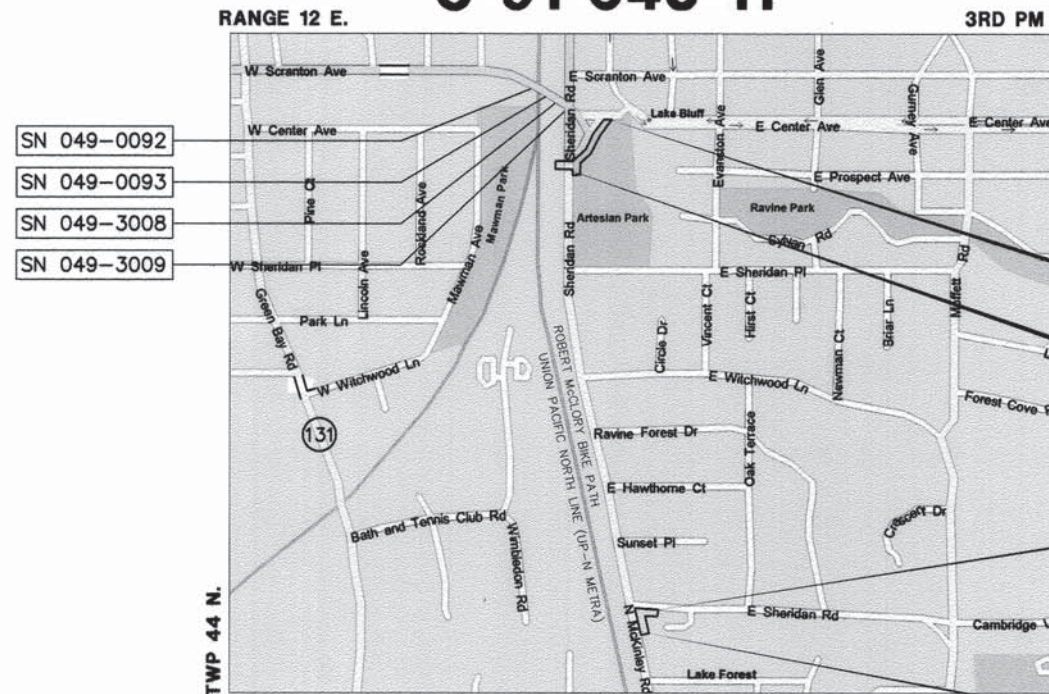 RANGE 12 E.
3RD PM
W Scranton Ave
E Scranton Ave
Lake Bluff
Glen Ave
Gurney Ave
SN 049-0092
W Center Ave
Sheridan Rd
E Center Ave
E Center Ave
SN 049-0093
Pine Ct
Rockland Ave
Mawman Park
Evanston Ave
E Prospect Ave
SN 049-3008
Artesian Park
Ravine Park
SN 049-3009
W Sheridan Pl
Lincoln Ave
Mawman Ave
Sheridan Rd
Sylvan Rd
E Sheridan Pl
Moffett Rd
Green Bay Rd
Park Ln
Circle Dr
Vincent Ct
Hirst Ct
Newman Ct
Briar Ln
W Witchwood Ln
ROBERT McCLORY BIKE PATH
UNION PACIFIC NORTH LINE (UP-N METRA)
E Witchwood Ln
Forest Cove
131
Ravine Forest Dr
Oak Terrace
E Hawthorne Ct
Bath and Tennis Club Rd
Wimbledon Rd
Sunset Pl
Crescent Dr
TWP 44 N.
N McKinley Rd
E Sheridan Rd
Cambridge
Lake Forest